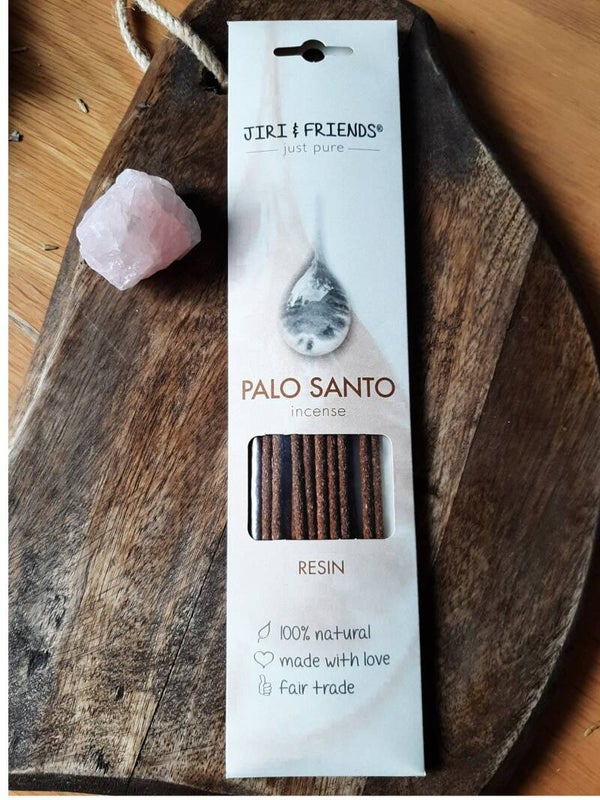 JIRI & FRIENDS®
just pure
PALO SANTO
incense
RESIN
100% natural
made with love
fair trade